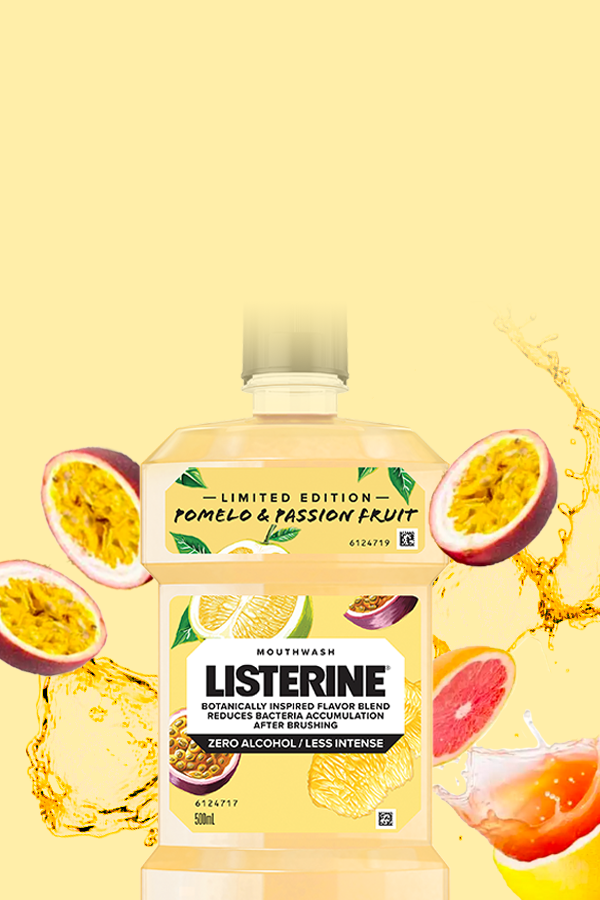 LIMITED EDITION
POMELO & PASSION FRUIT
6124719
MOUTHWASH
LISTERINE®
BOTANICALLY INSPIRED FLAVOR BLEND
REDUCES BACTERIA ACCUMULATION
AFTER BRUSHING
ZERO ALCOHOL / LESS INTENSE
6124717
500mL